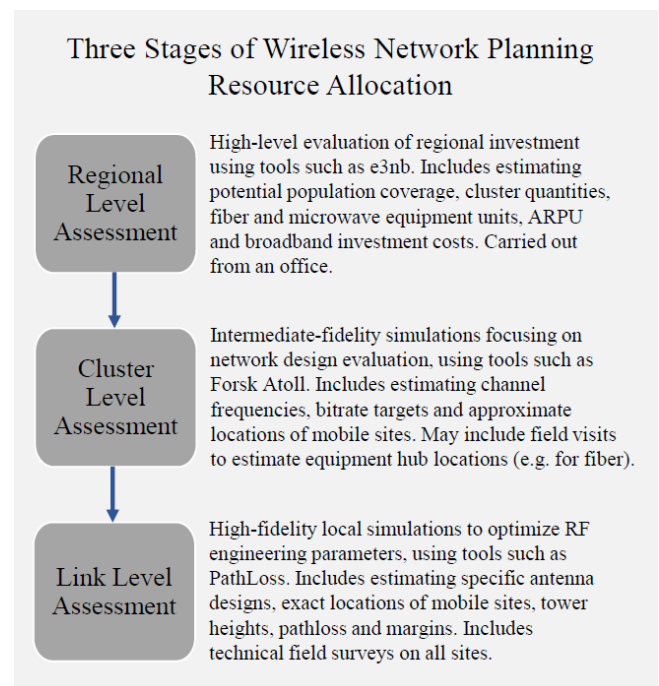 Three Stages of Wireless Network Planning
Resource Allocation
Regional
Level
Assessment
High-level evaluation of regional investment
using tools such as e3nb. Includes estimating
potential population coverage, cluster quantities,
fiber and microwave equipment units, ARPU
and broadband investment costs. Carried out
from an office.
Cluster
Level
Assessment
Intermediate-fidelity simulations focusing on
network design evaluation, using tools such as
Forsk Atoll. Includes estimating channel
frequencies, bitrate targets and approximate
locations of mobile sites. May include field visits
to estimate equipment hub locations (e.g. for fiber).
Link Level
Assessment
High-fidelity local simulations to optimize RF
engineering parameters, using tools such as
PathLoss. Includes estimating specific antenna
designs, exact locations of mobile sites, tower
heights, pathloss and margins. Includes
technical field surveys on all sites.